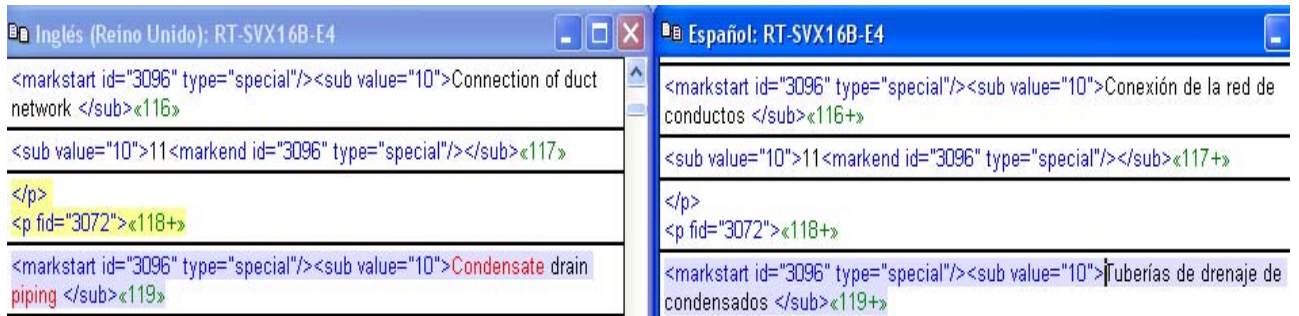 Inglés (Reino Unido): RT-SVX16B-E4
<markstart id="3096" type="special"/><sub value="10">Connection of duct
network </sub>«116»
<sub value="10">11<markend id="3096" type="special"/></sub>«117»
</p>
<p fid="3072">«118+»
<markstart id="3096" type="special"/><sub value="10">Condensate drain
piping </sub>«119»
Español: RT-SVX16B-E4
<markstart id="3096" type="special"/><sub value="10">Conexión de la red de
conductos </sub>«116+»
<sub value="10">11<markend id="3096" type="special"/></sub>«117+»
</p>
<p fid="3072">«118+»
<markstart id="3096" type="special"/><sub value="10">Tuberías de drenaje de
condensados </sub>«119+»